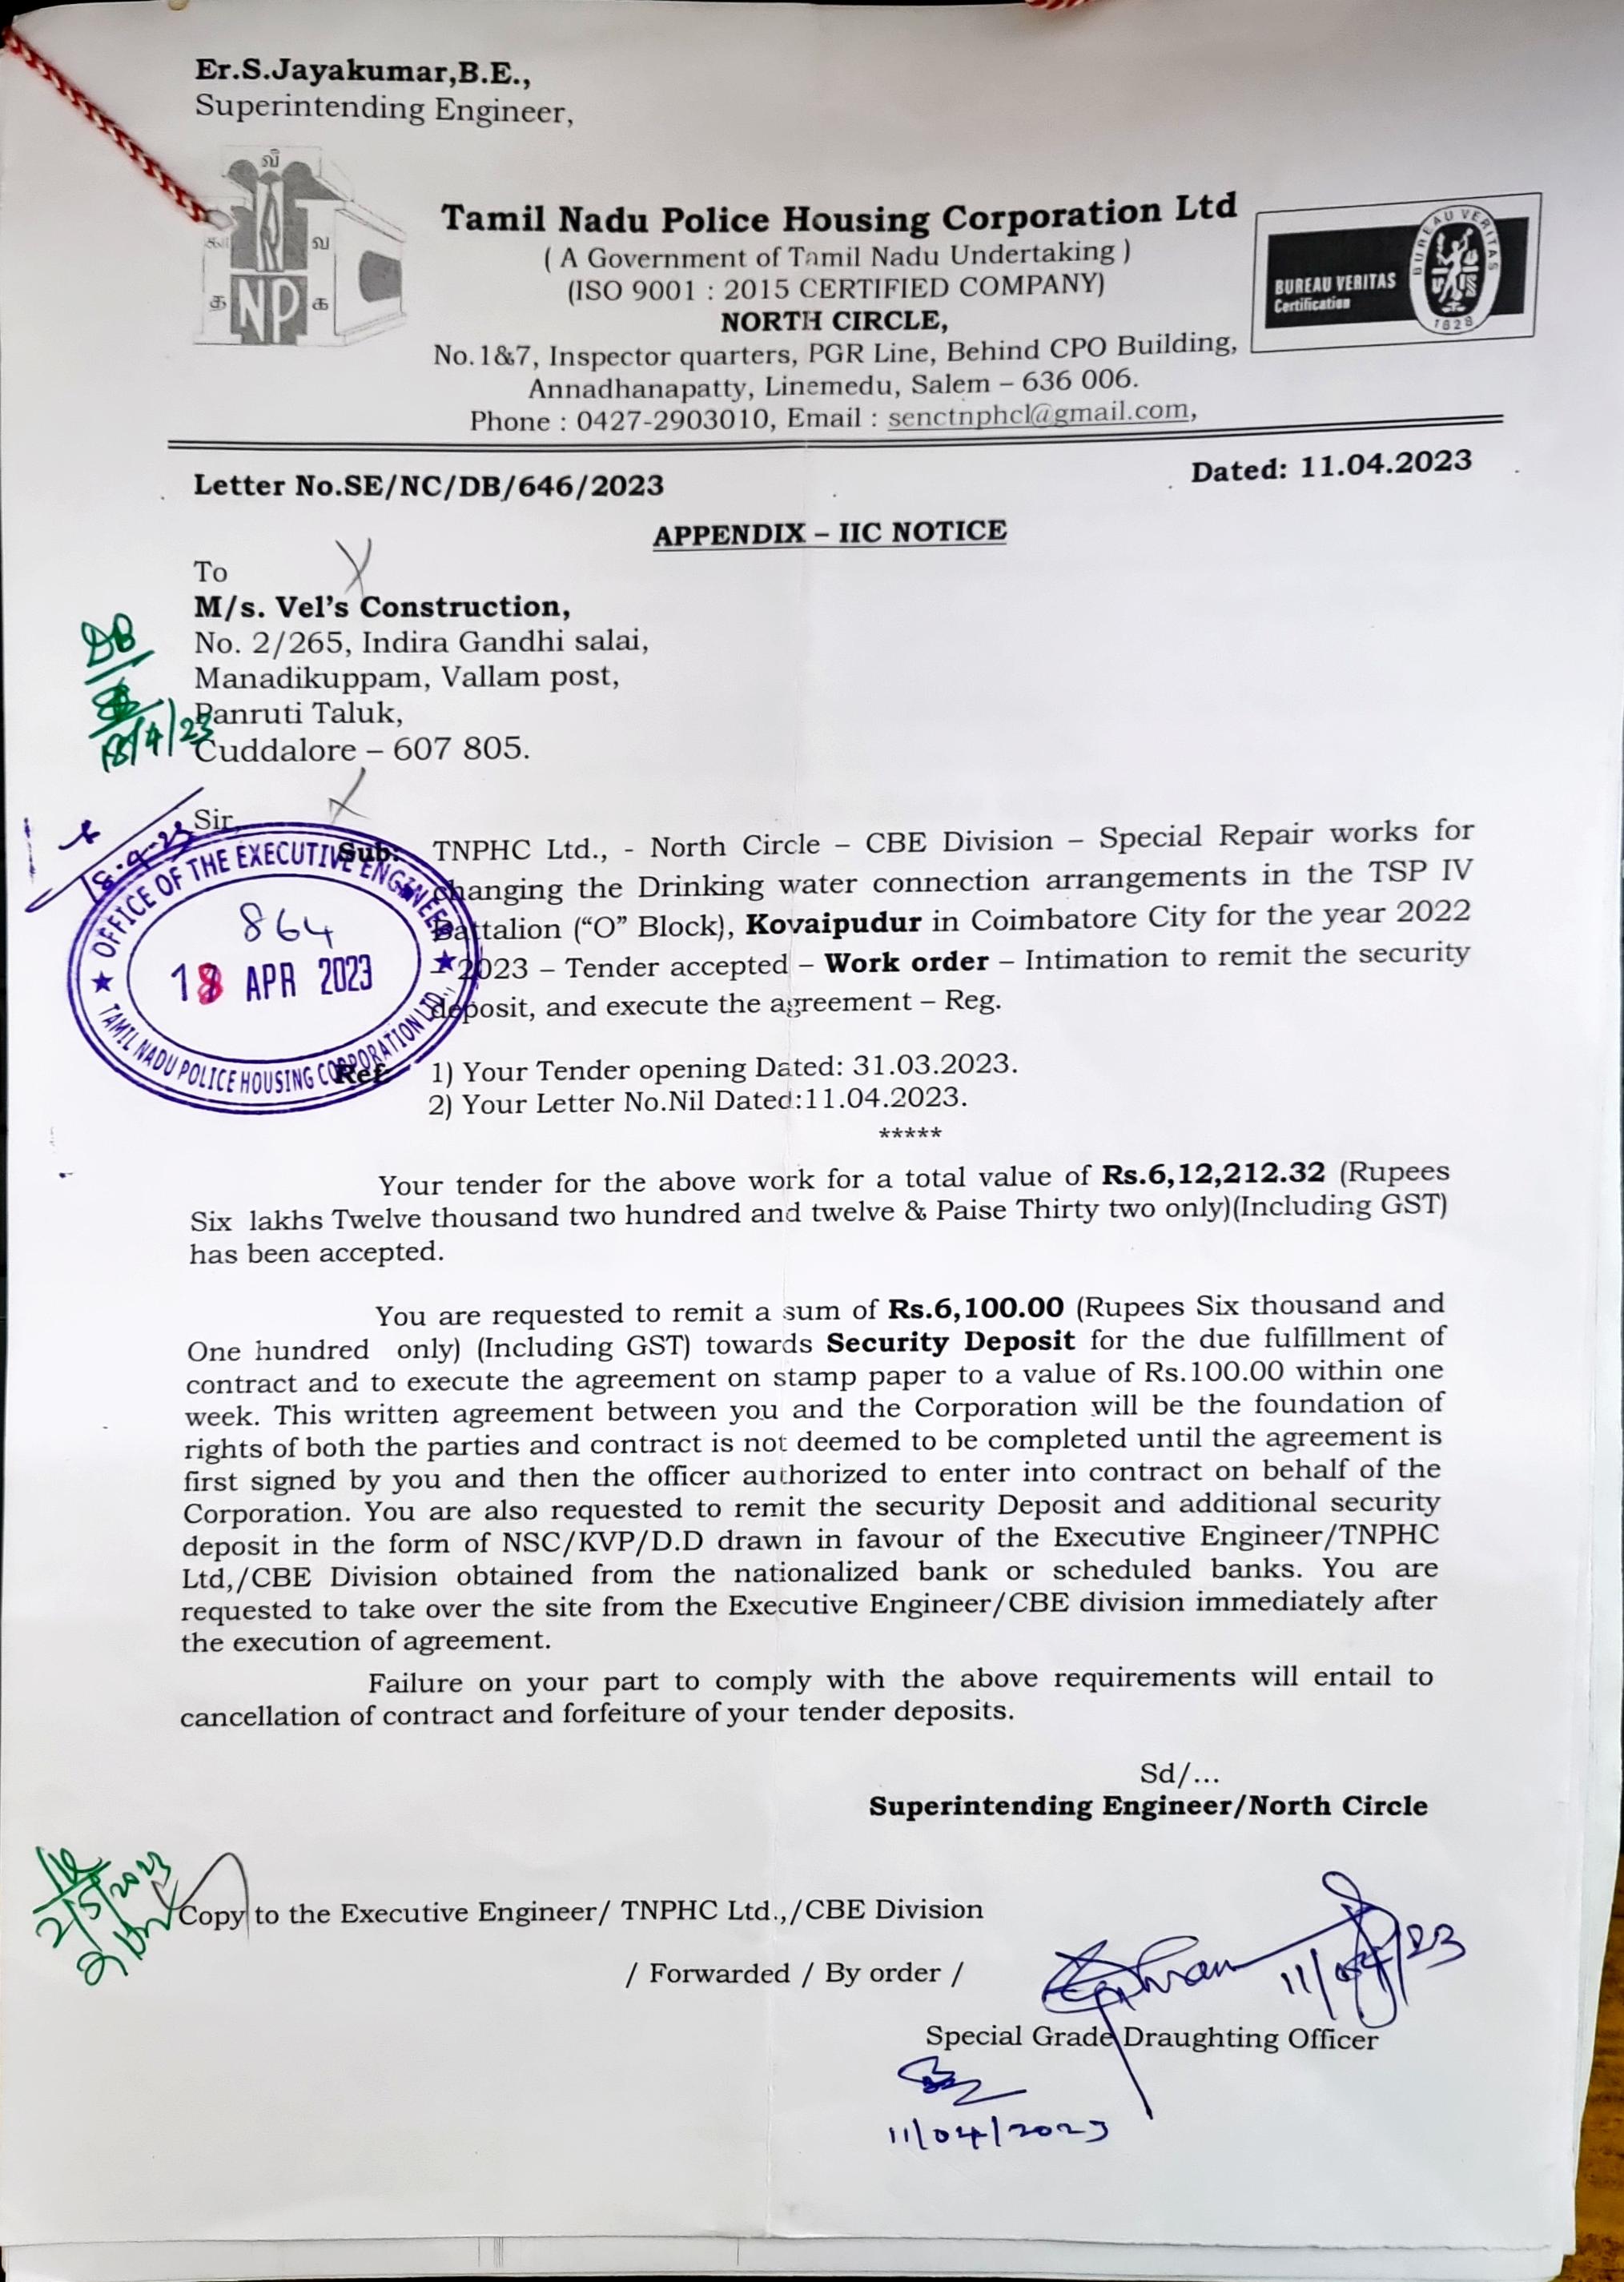 Er.S.Jayakumar,B.E.,
Superintending Engineer,
வி
வ
த
க
NP
Tamil Nadu Police Housing Corporation Ltd
( A Government of Tamil Nadu Undertaking )
(ISO 9001 : 2015 CERTIFIED COMPANY)
NORTH CIRCLE,
No.1&7, Inspector quarters, PGR Line, Behind CPO Building,
Annadhanapatty, Linemedu, Salem – 636 006.
Phone : 0427-2903010, Email : senctnphcl@gmail.com,
BUREAU VERITAS
BUREAU VERITAS
Certification
1828
Letter No.SE/NC/DB/646/2023
Dated: 11.04.2023
APPENDIX – IIC NOTICE
To
M/s. Vel's Construction,
No. 2/265, Indira Gandhi salai,
Manadikuppam, Vallam post,
Panruti Taluk,
Cuddalore – 607 805.
DB
18/4/23
Sir,
18-4-23
OFFICE OF THE EXECUTIVE ENGINEER
864
18 APR 2023
TAMIL NADU POLICE HOUSING CORPORATION LTD.,
Sub: TNPHC Ltd., - North Circle – CBE Division – Special Repair works for
changing the Drinking water connection arrangements in the TSP IV
Battalion (“O” Block), Kovaipudur in Coimbatore City for the year 2022
– 2023 – Tender accepted – Work order – Intimation to remit the security
deposit, and execute the agreement – Reg.
Ref: 1) Your Tender opening Dated: 31.03.2023.
2) Your Letter No.Nil Dated:11.04.2023.
*****
Your tender for the above work for a total value of Rs.6,12,212.32 (Rupees
Six lakhs Twelve thousand two hundred and twelve & Paise Thirty two only)(Including GST)
has been accepted.
You are requested to remit a sum of Rs.6,100.00 (Rupees Six thousand and
One hundred only) (Including GST) towards Security Deposit for the due fulfillment of
contract and to execute the agreement on stamp paper to a value of Rs.100.00 within one
week. This written agreement between you and the Corporation will be the foundation of
rights of both the parties and contract is not deemed to be completed until the agreement is
first signed by you and then the officer authorized to enter into contract on behalf of the
Corporation. You are also requested to remit the security Deposit and additional security
deposit in the form of NSC/KVP/D.D drawn in favour of the Executive Engineer/TNPHC
Ltd,/CBE Division obtained from the nationalized bank or scheduled banks. You are
requested to take over the site from the Executive Engineer/CBE division immediately after
the execution of agreement.
Failure on your part to comply with the above requirements will entail to
cancellation of contract and forfeiture of your tender deposits.
Sd/...
Superintending Engineer/North Circle
2/5/2023
Copy to the Executive Engineer/ TNPHC Ltd.,/CBE Division
/ Forwarded / By order /
11/04/23
Special Grade Draughting Officer
11/04/2023